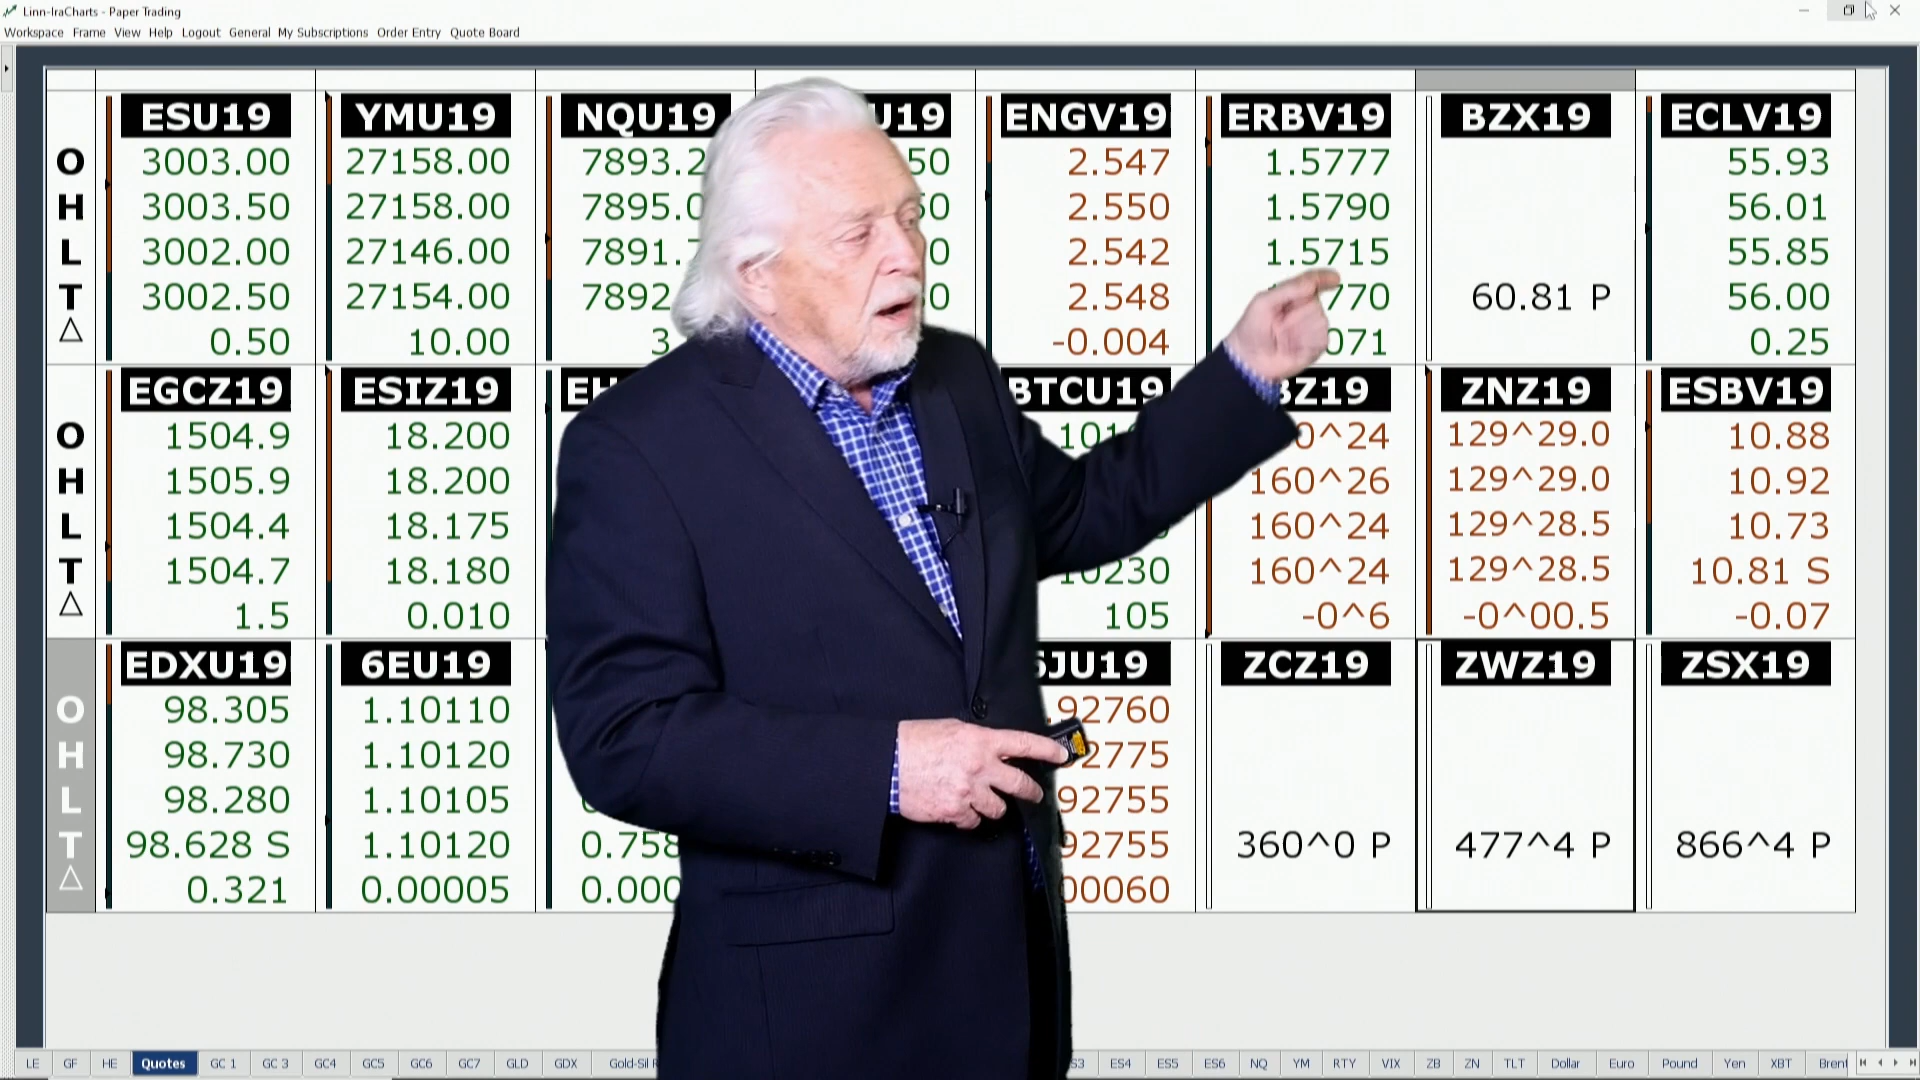 Linn-IraCharts - Paper Trading
Workspace Frame View Help Logout General My Subscriptions Order Entry Quote Board
ESU19 YMU19 NQU19 ENGV19 ERBV19 BZX19 ECLV19
O 3003.00 27158.00 2.547 1.5777 55.93
H 3003.50 27158.00 2.550 1.5790 56.01
L 3002.00 27146.00 2.542 1.5715 55.85
T 3002.50 27154.00 2.548 60.81 P 56.00
△ 0.50 10.00 -0.004 0.25
EGCZ19 ESIZ19 BTCU19 ZNZ19 ESBV19
O 1504.9 18.200 129^29.0 10.88
H 1505.9 18.200 160^26 129^29.0 10.92
L 1504.4 18.175 160^24 129^28.5 10.73
T 1504.7 18.180 10230 160^24 129^28.5 10.81 S
△ 1.5 0.010 105 -0^6 -0^00.5 -0.07
EDXU19 6EU19 ZCZ19 ZWZ19 ZSX19
O 98.305 1.10110
H 98.730 1.10120
L 98.280 1.10105
T 98.628 S 1.10120 360^0 P 477^4 P 866^4 P
△ 0.321 0.00005
LE GF HE Quotes GC 1 GC 3 GC4 GC5 GC6 GC7 GLD GDX Gold-Sil ES4 ES5 ES6 NQ YM RTY VIX ZB ZN TLT Dollar Euro Pound Yen XBT Brent